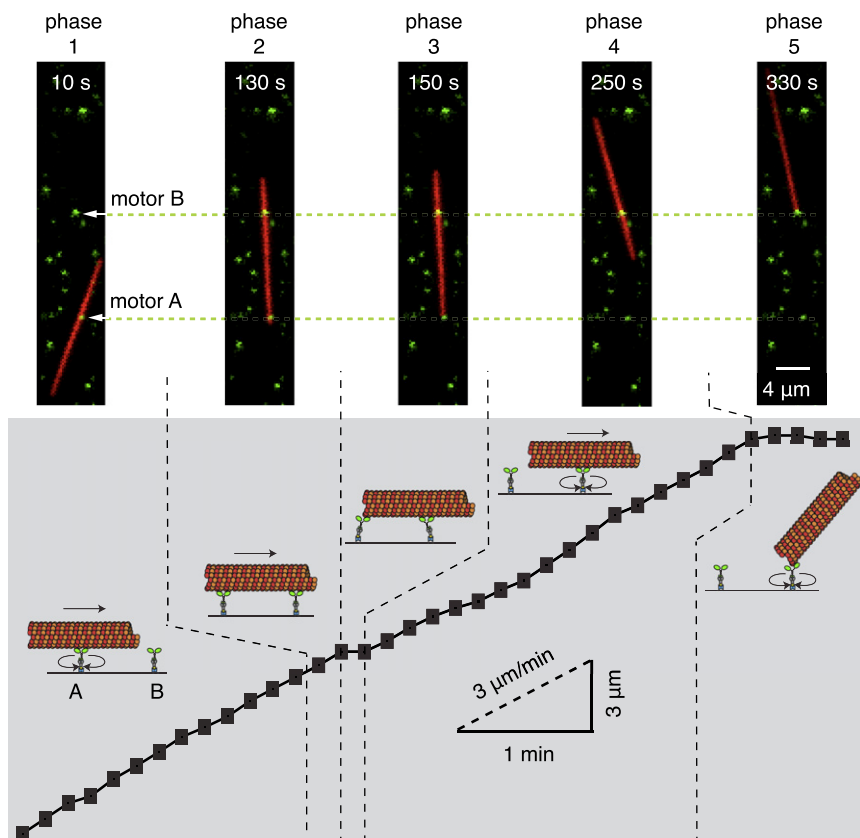 phase phase phase phase phase
1 2 3 4 5
10 s 130 s 150 s 250 s 330 s
motor B
motor A
4 µm
A B
3 µm/min
3 µm
1 min